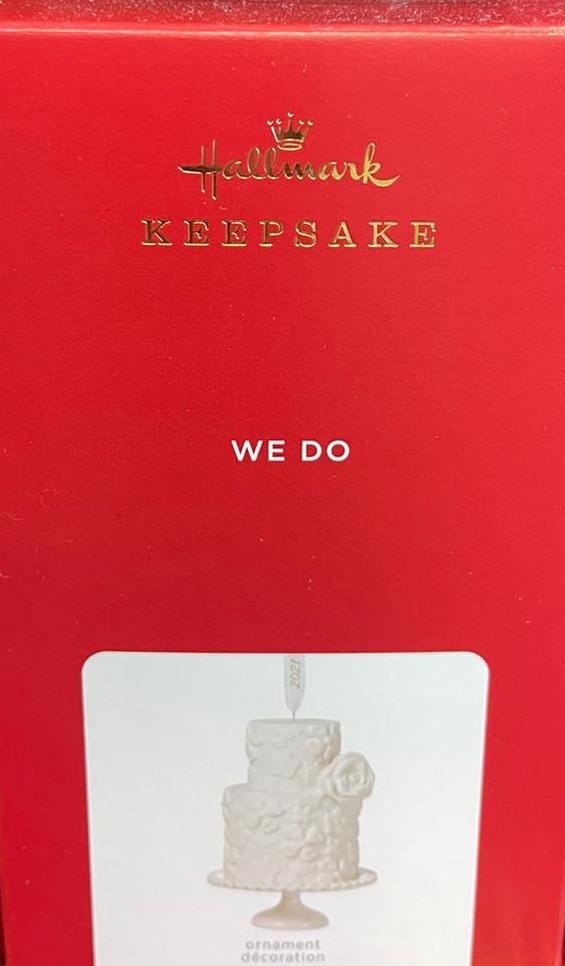 Hallmark
KEEPSAKE
WE DO
2021
ornament
décoration